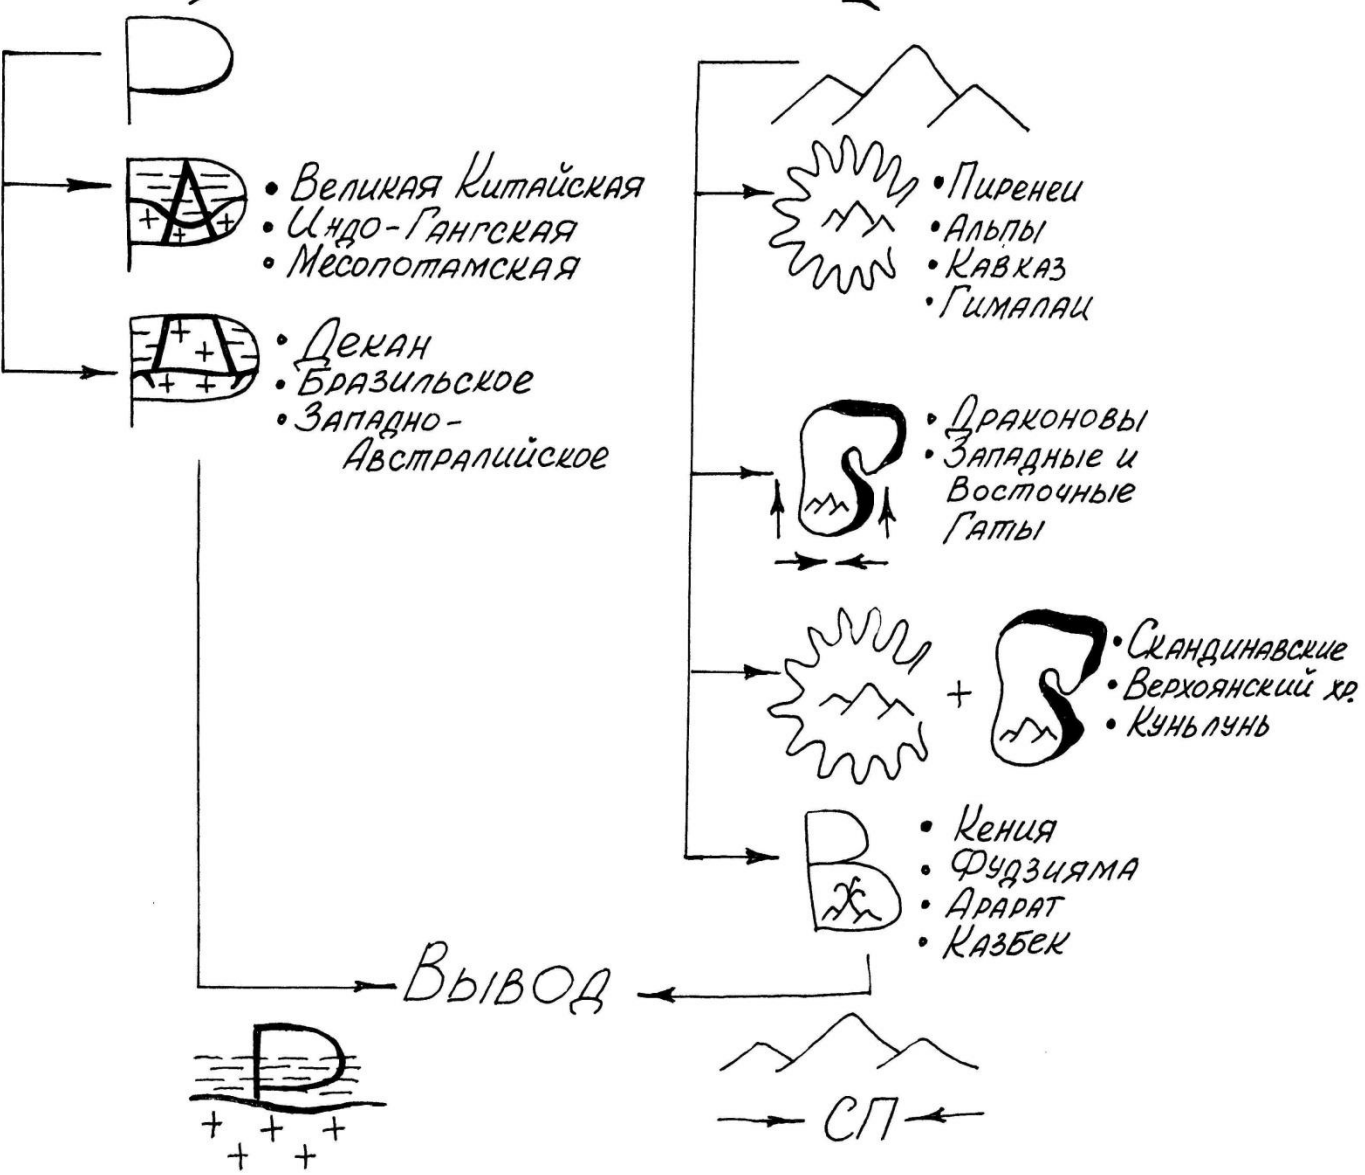 Р
А
• Великая Китайская
• Индо-Гангская
• Месопотамская
• Декан
• Бразильское
• Западно-
Австралийское
• Пиренеи
• Альпы
• Кавказ
• Гималаи
• Драконовы
• Западные и
Восточные
Гаты
+
• Скандинавские
• Верхоянский хр.
• Куньлунь
В
• Кения
• Фудзияма
• Арарат
• Казбек
Вывод
Р
СП